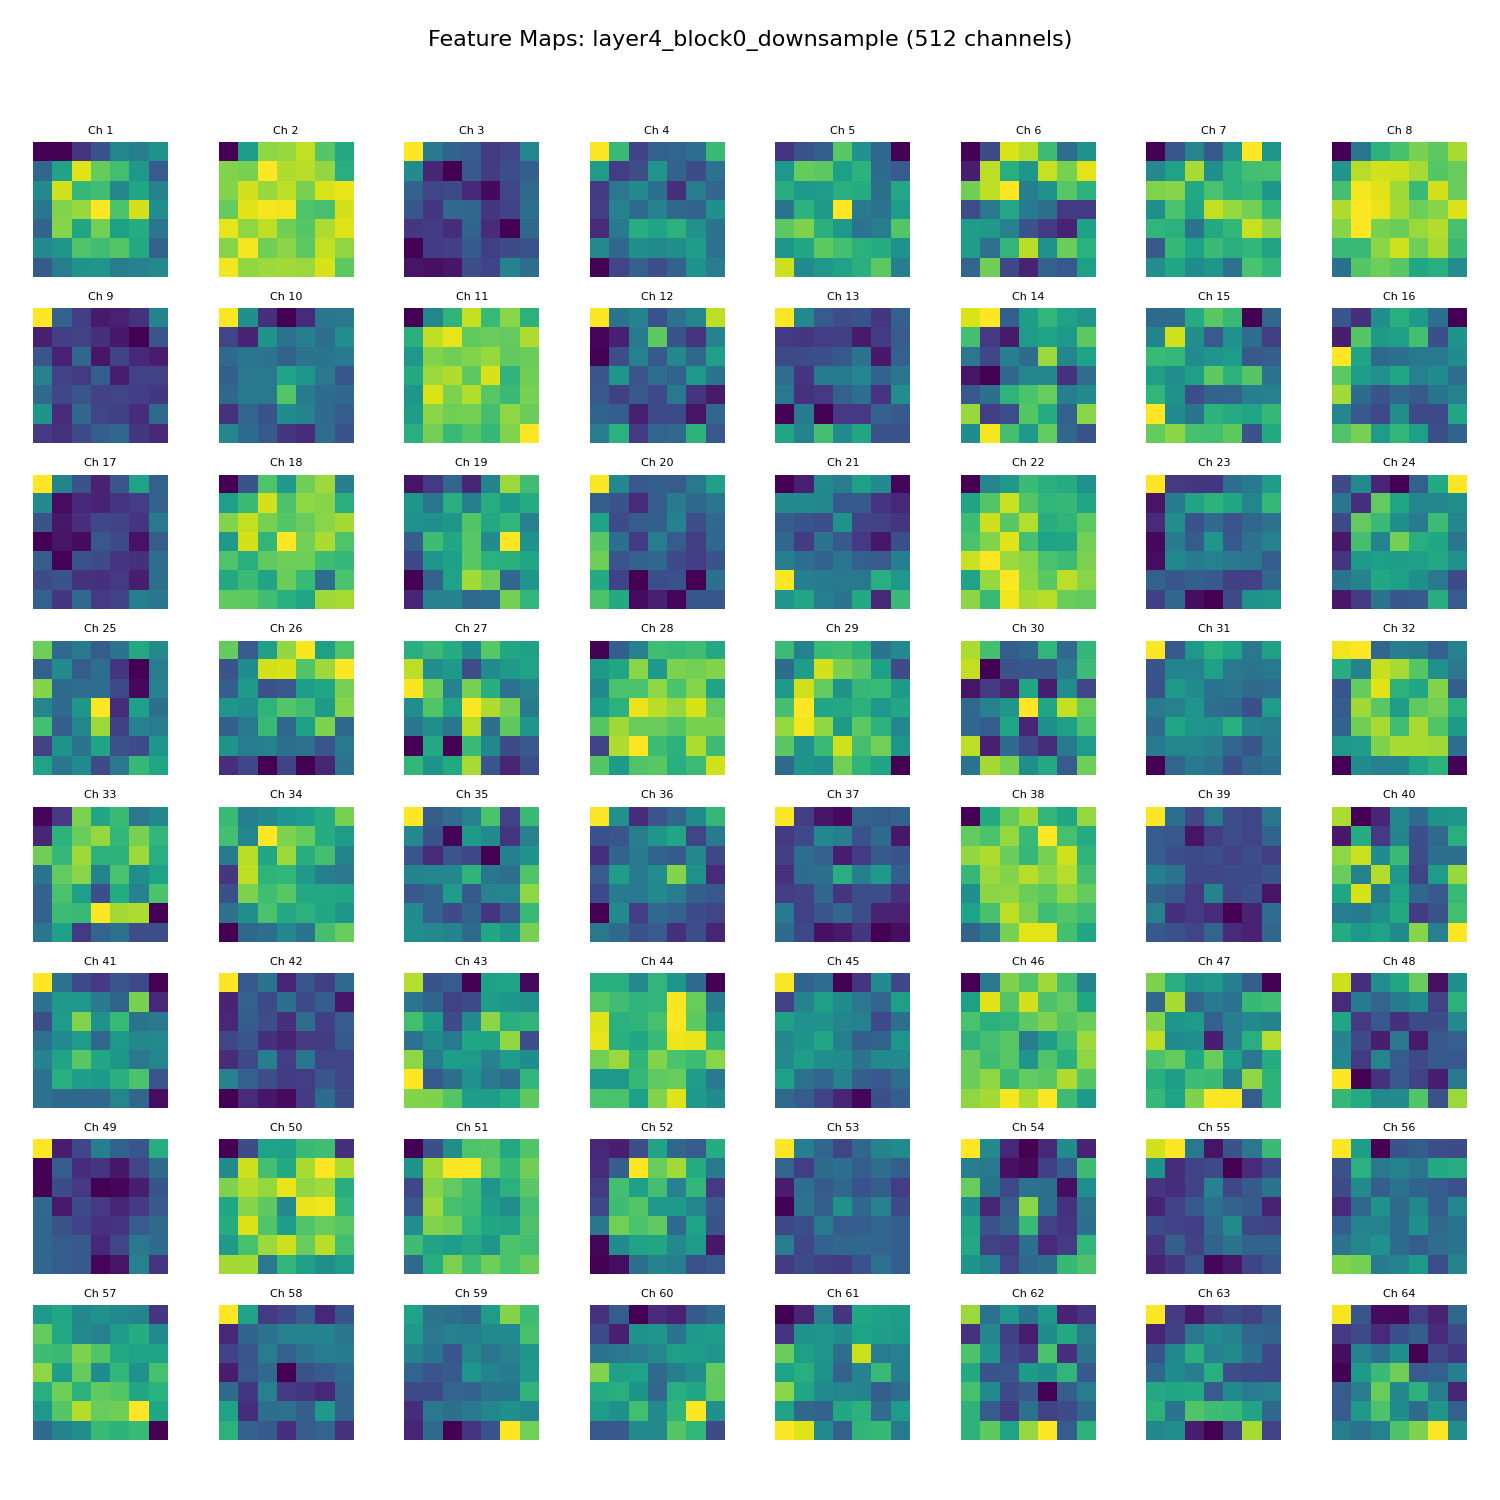 Feature Maps: layer4_block0_downsample (512 channels)
Ch 1 Ch 2 Ch 3 Ch 4 Ch 5 Ch 6 Ch 7 Ch 8
Ch 9 Ch 10 Ch 11 Ch 12 Ch 13 Ch 14 Ch 15 Ch 16
Ch 17 Ch 18 Ch 19 Ch 20 Ch 21 Ch 22 Ch 23 Ch 24
Ch 25 Ch 26 Ch 27 Ch 28 Ch 29 Ch 30 Ch 31 Ch 32
Ch 33 Ch 34 Ch 35 Ch 36 Ch 37 Ch 38 Ch 39 Ch 40
Ch 41 Ch 42 Ch 43 Ch 44 Ch 45 Ch 46 Ch 47 Ch 48
Ch 49 Ch 50 Ch 51 Ch 52 Ch 53 Ch 54 Ch 55 Ch 56
Ch 57 Ch 58 Ch 59 Ch 60 Ch 61 Ch 62 Ch 63 Ch 64